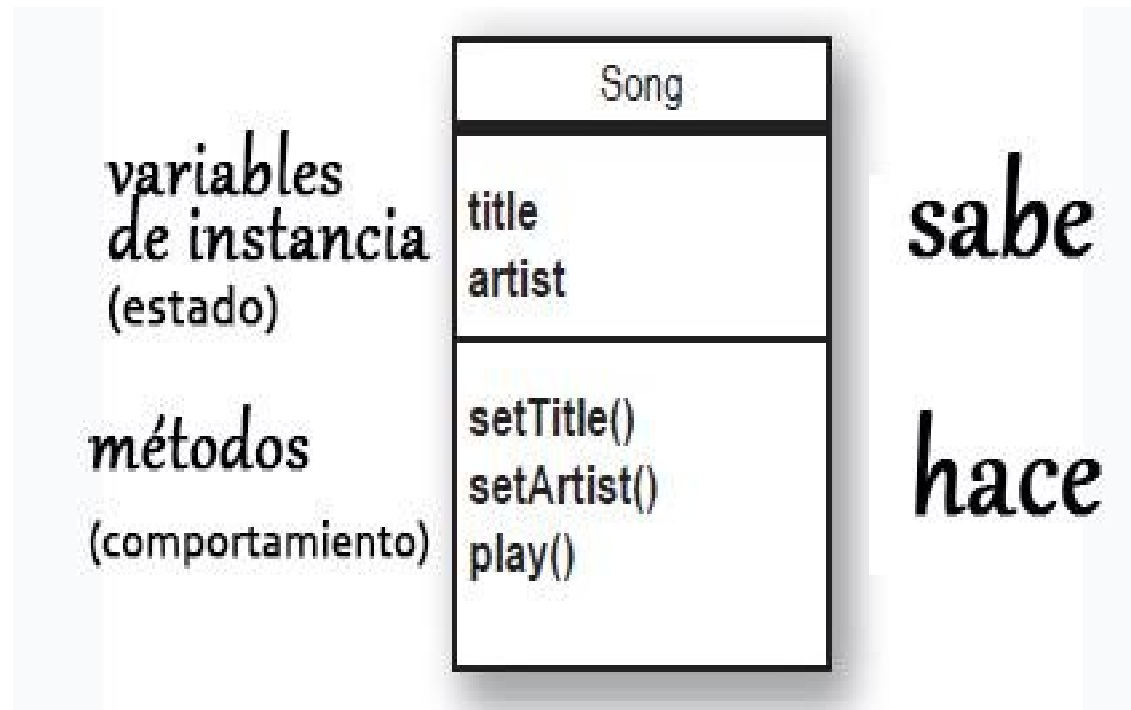 Song
variables
de instancia
(estado)
title
artist
sabe
métodos
(comportamiento)
setTitle()
setArtist()
play()
hace